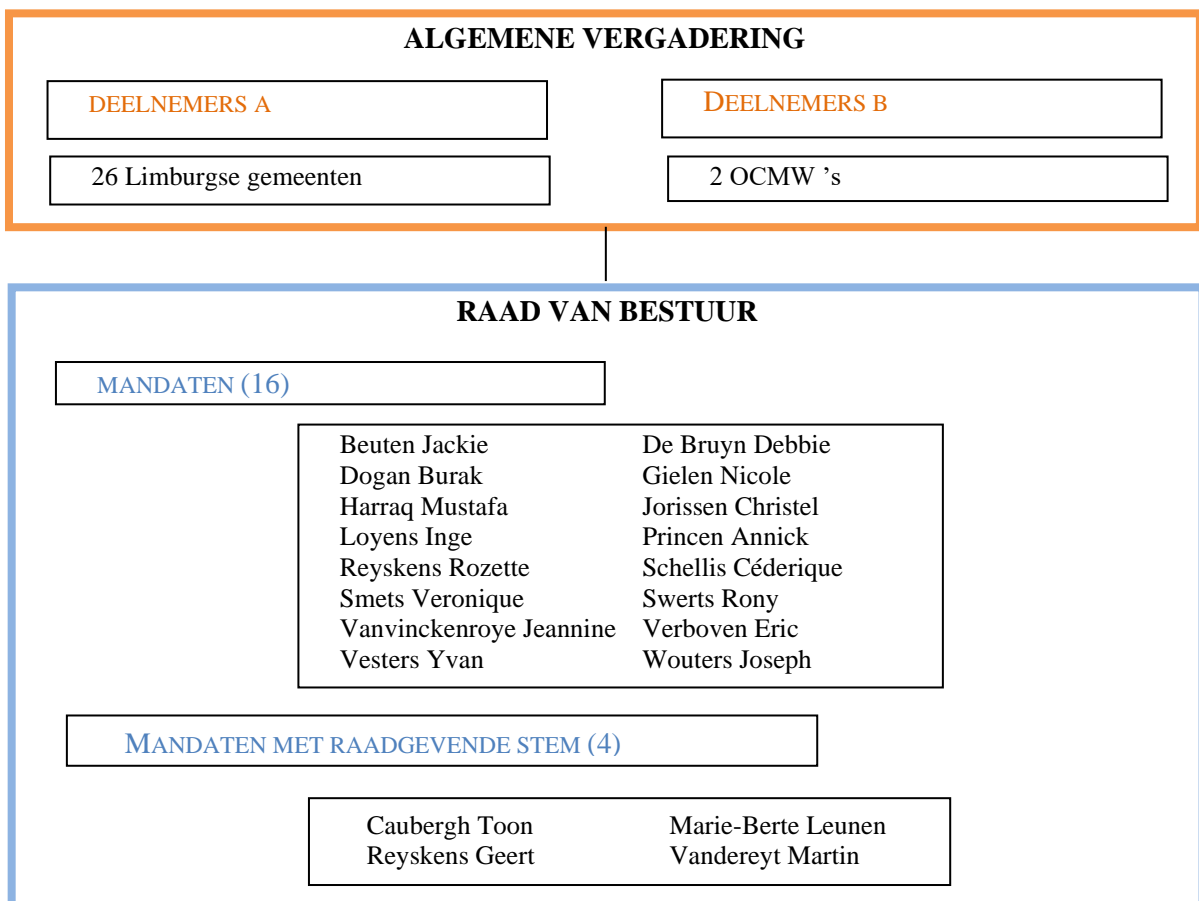 ALGEMENE VERGADERING
DEELNEMERS A
DEELNEMERS B
26 Limburgse gemeenten
2 OCMW ’s
RAAD VAN BESTUUR
MANDATEN (16)
Beuten Jackie
Dogan Burak
Harraq Mustafa
Loyens Inge
Reyskens Rozette
Smets Veronique
Vanvinckenroye Jeannine
Vesters Yvan
De Bruyn Debbie
Gielen Nicole
Jorissen Christel
Princen Annick
Schellis Céderique
Swerts Rony
Verboven Eric
Wouters Joseph
MANDATEN MET RAADGEVENDE STEM (4)
Caubergh Toon
Reyskens Geert
Marie-Berte Leunen
Vandereyt Martin